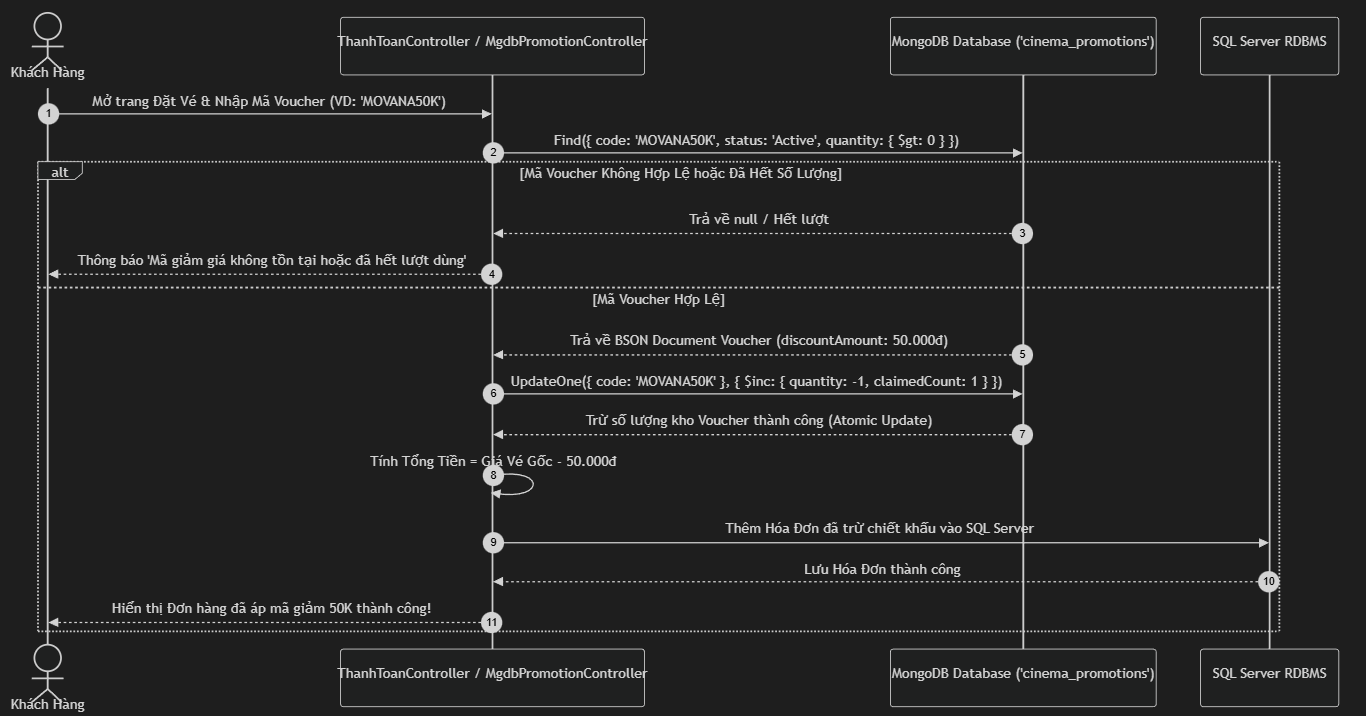 Khách Hàng
ThanhToanController / MgdbPromotionController
MongoDB Database ('cinema_promotions')
SQL Server RDBMS
Mở trang Đặt Vé & Nhập Mã Voucher (VD: 'MOVANA50K')
1
Find({ code: 'MOVANA50K', status: 'Active', quantity: { $gt: 0 } })
2
alt
[Mã Voucher Không Hợp Lệ hoặc Đã Hết Số Lượng]
Trả về null / Hết lượt
3
Thông báo 'Mã giảm giá không tồn tại hoặc đã hết lượt dùng'
4
[Mã Voucher Hợp Lệ]
Trả về BSON Document Voucher (discountAmount: 50.000đ)
5
UpdateOne({ code: 'MOVANA50K' }, { $inc: { quantity: -1, claimedCount: 1 } })
6
Trừ số lượng kho Voucher thành công (Atomic Update)
7
Tính Tổng Tiền = Giá Vé Gốc - 50.000đ
8
Thêm Hóa Đơn đã trừ chiết khấu vào SQL Server
9
Lưu Hóa Đơn thành công
10
Hiển thị Đơn hàng đã áp mã giảm 50K thành công!
11
Khách Hàng
ThanhToanController / MgdbPromotionController
MongoDB Database ('cinema_promotions')
SQL Server RDBMS